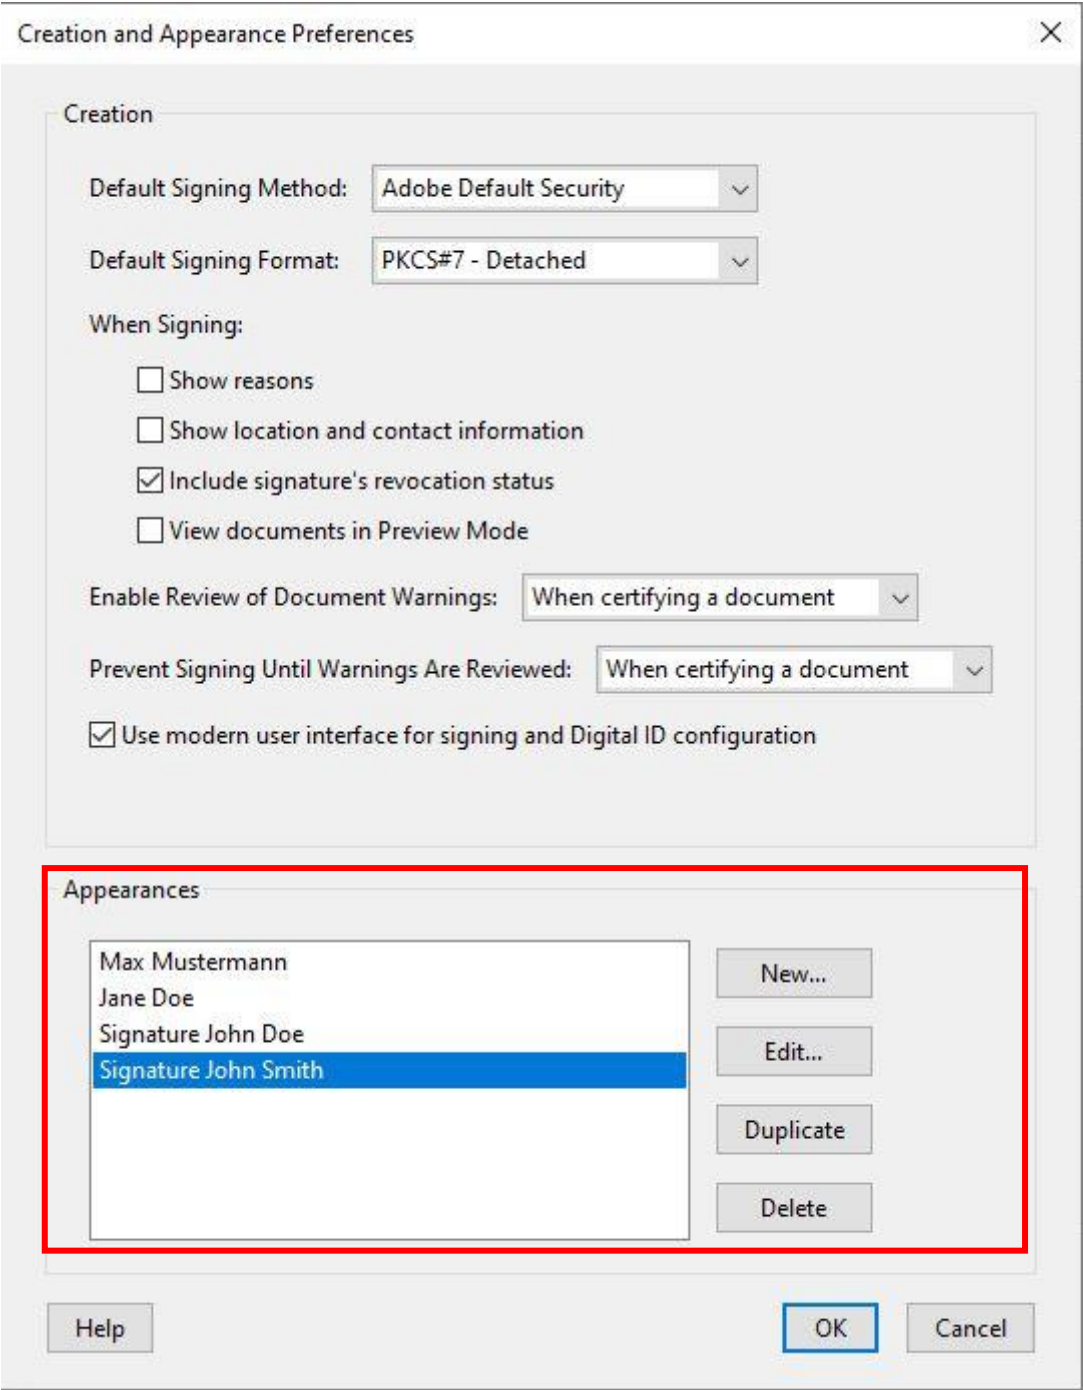 Creation and Appearance Preferences
Creation
Default Signing Method: Adobe Default Security
Default Signing Format: PKCS#7 - Detached
When Signing:
Show reasons
Show location and contact information
Include signature's revocation status
View documents in Preview Mode
Enable Review of Document Warnings: When certifying a document
Prevent Signing Until Warnings Are Reviewed: When certifying a document
Use modern user interface for signing and Digital ID configuration
Appearances
Max Mustermann
Jane Doe
Signature John Doe
Signature John Smith
New...
Edit...
Duplicate
Delete
Help OK Cancel